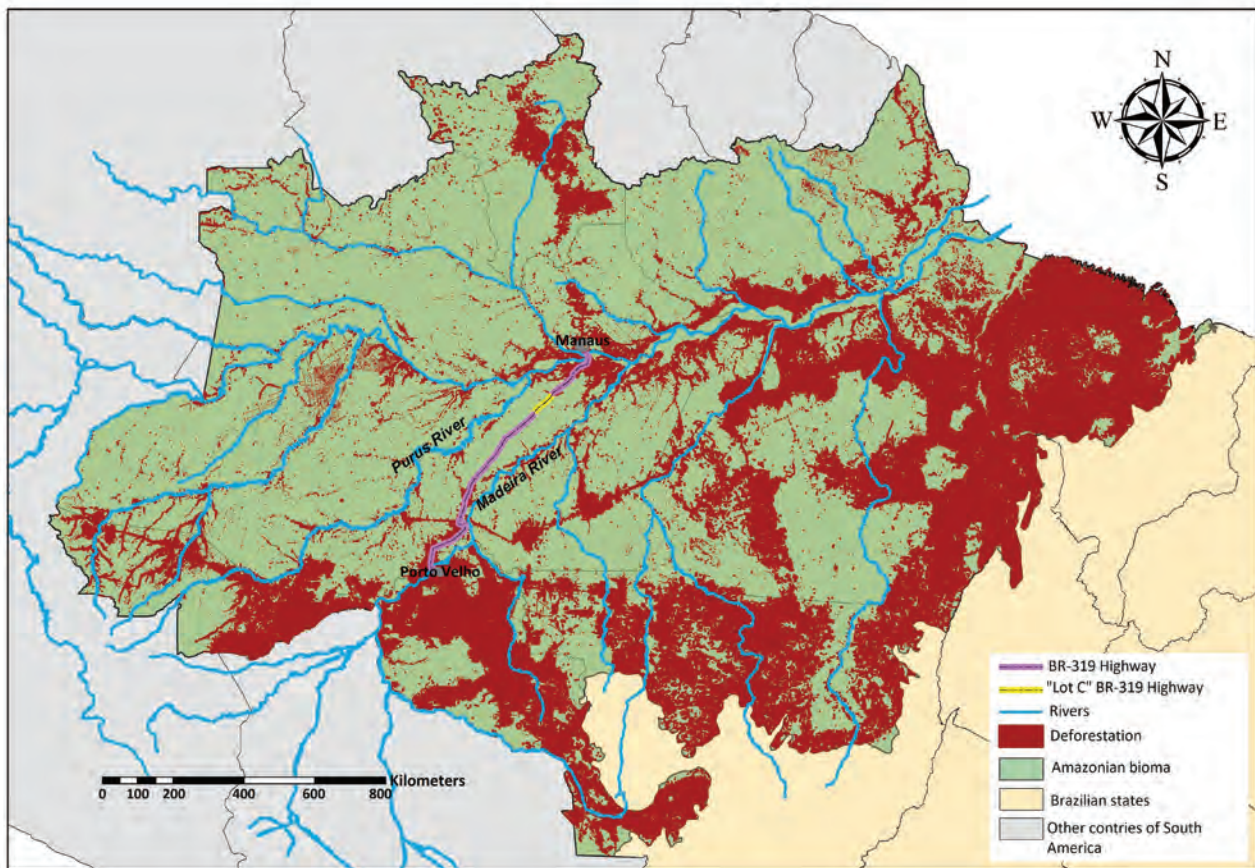 N
W E
S
Manaus
Purus River
Madeira River
Porto Velho
BR-319 Highway
"Lot C" BR-319 Highway
Rivers
Deforestation
Amazonian bioma
Brazilian states
Other contries of South
America
Kilometers
0 100 200 400 600 800